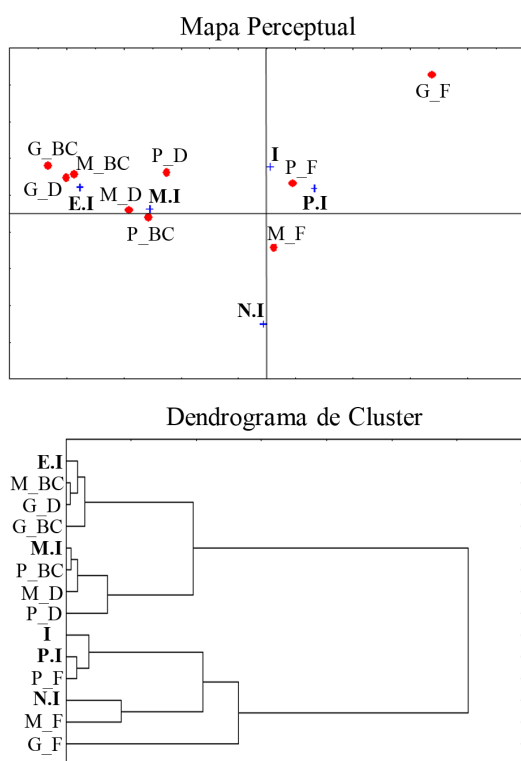 Mapa Perceptual
G_F
G_BC
M_BC
P_D
I
P_F
G_D
E.I
M_D
M.I
P.I
P_BC
M_F
N.I
Dendrograma de Cluster
E.I
M_BC
G_D
G_BC
M.I
P_BC
M_D
P_D
I
P.I
P_F
N.I
M_F
G_F